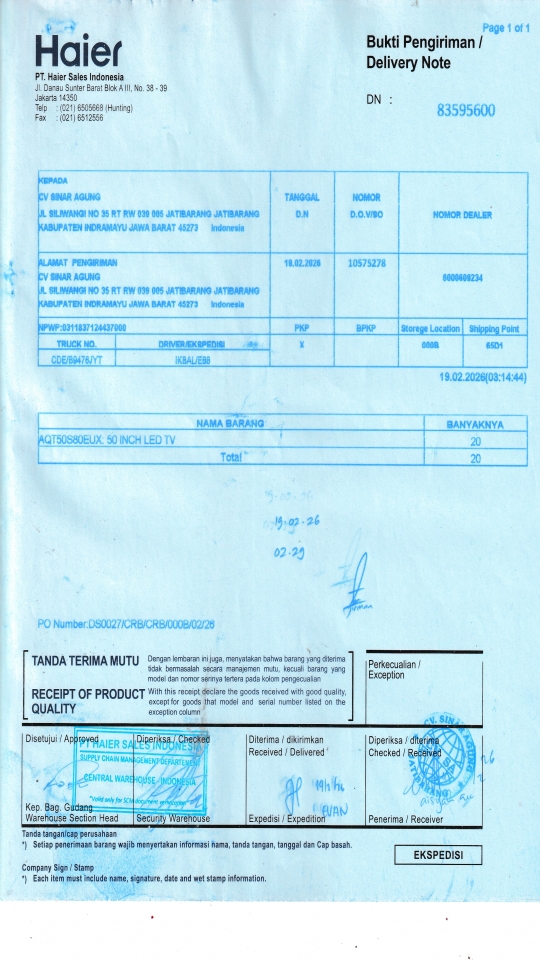 Page 1 of 1
Haier
Bukti Pengiriman /
Delivery Note
PT. Haier Sales Indonesia
Jl. Danau Sunter Barat Blok A III, No. 38 - 39
Jakarta 14350
Telp : (021) 6505668 (Hunting)
Fax : (021) 6512556
DN :
83595600
KEPADA
CV SINAR AGUNG
JL SILIWANGI NO 35 RT RW 039 005 JATIBARANG JATIBARANG
KABUPATEN INDRAMAYU JAWA BARAT 45273 Indonesia
TANGGAL
D.N
NOMOR
D.O.V/SO
NOMOR DEALER
ALAMAT PENGIRIMAN
CV SINAR AGUNG
JL SILIWANGI NO 35 RT RW 039 005 JATIBARANG JATIBARANG
KABUPATEN INDRAMAYU JAWA BARAT 45273 Indonesia
19.02.2026
10575278
8000609234
NPWP:0311837124437000
PKP
BPKP
Storege Location
Shipping Point
TRUCK NO.
DRIVER/EKSPEDISI
X
000B
65D1
CDE/B9476JYT
IKBAL/EBB
19.02.2026(03:14:44)
NAMA BARANG
BANYAKNYA
AQT50S80EUX: 50 INCH LED TV
20
Total
20
19-02-26
02.29
PO Number:DS0027/CRB/CRB/000B/02/26
TANDA TERIMA MUTU
Dengan lembaran ini juga, menyatakan bahwa barang yang diterima
tidak bermasalah secara manajemen mutu, kecuali barang yang
model dan nomor serinya tertera pada kolom pengecualian
RECEIPT OF PRODUCT
QUALITY
With this receipt declare the goods received with good quality,
except for goods that model and serial number listed on the
exception column
Perkecualian /
Exception
Disetujui / Approved
Diperiksa / Checked
Diterima / dikirimkan
Received / Delivered
Diperiksa / diterima
Checked / Received
PT HAIER SALES INDONESIA
SUPPLY CHAIN MANAGEMENT DEPARTEMENT
CENTRAL WAREHOUSE - INDONESIA
CV. SINAR AGUNG
JATIBARANG
Kep. Bag. Gudang
Warehouse Section Head
Security Warehouse
Expedisi / Expedition
Penerima / Receiver
Tanda tangan/cap perusahaan
*) Setiap penerimaan barang wajib menyertakan informasi nama, tanda tangan, tanggal dan Cap basah.
EKSPEDISI
Company Sign / Stamp
*) Each item must include name, signature, date and wet stamp information.